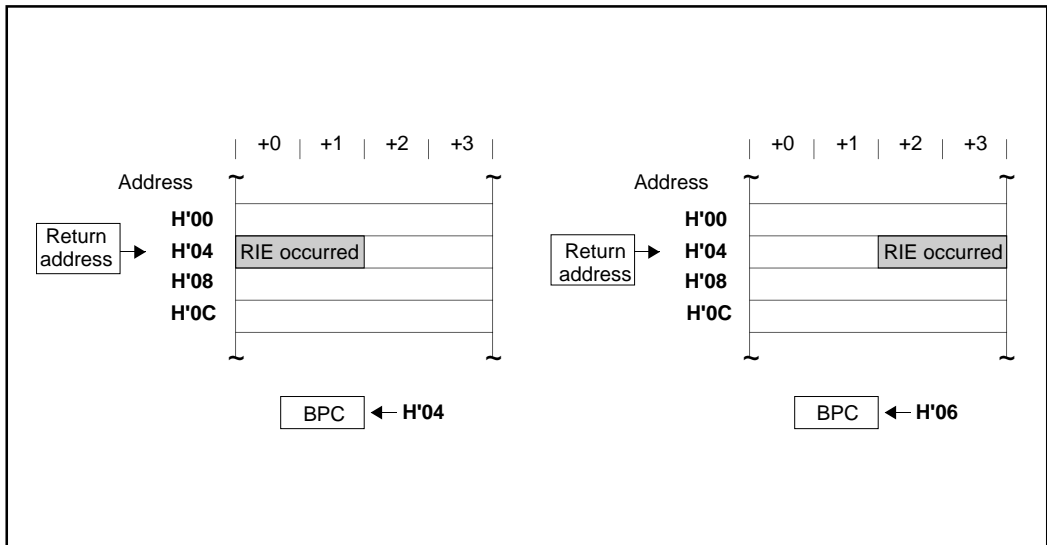 +0 +1 +2 +3
Address
H'00
H'04
H'08
H'0C
Return
address
RIE occurred
BPC
H'04
+0 +1 +2 +3
Address
H'00
H'04
H'08
H'0C
Return
address
RIE occurred
BPC
H'06